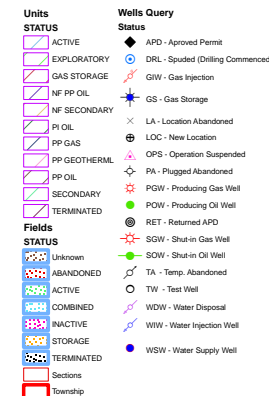 Units
STATUS
ACTIVE
EXPLORATORY
GAS STORAGE
NF PP OIL
NF SECONDARY
PI OIL
PP GAS
PP GEOTHERML
PP OIL
SECONDARY
TERMINATED
Fields
STATUS
Unknown
ABANDONED
ACTIVE
COMBINED
INACTIVE
STORAGE
TERMINATED
Sections
Township
Wells Query
Status
APD - Aproved Permit
DRL - Spuded (Drilling Commenced
GIW - Gas Injection
GS - Gas Storage
LA - Location Abandoned
LOC - New Location
OPS - Operation Suspended
PA - Plugged Abandoned
PGW - Producing Gas Well
POW - Producing Oil Well
RET - Returned APD
SGW - Shut-in Gas Well
SOW - Shut-in Oil Well
TA - Temp. Abandoned
TW - Test Well
WDW - Water Disposal
WIW - Water Injection Well
WSW - Water Supply Well